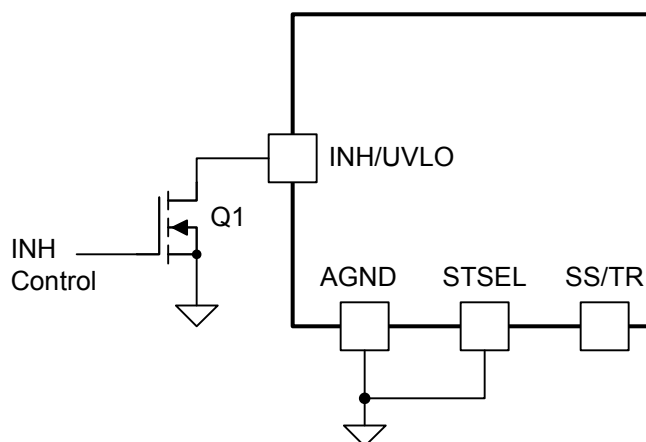 INH/UVLO
Q1
INH
Control
AGND STSEL SS/TR